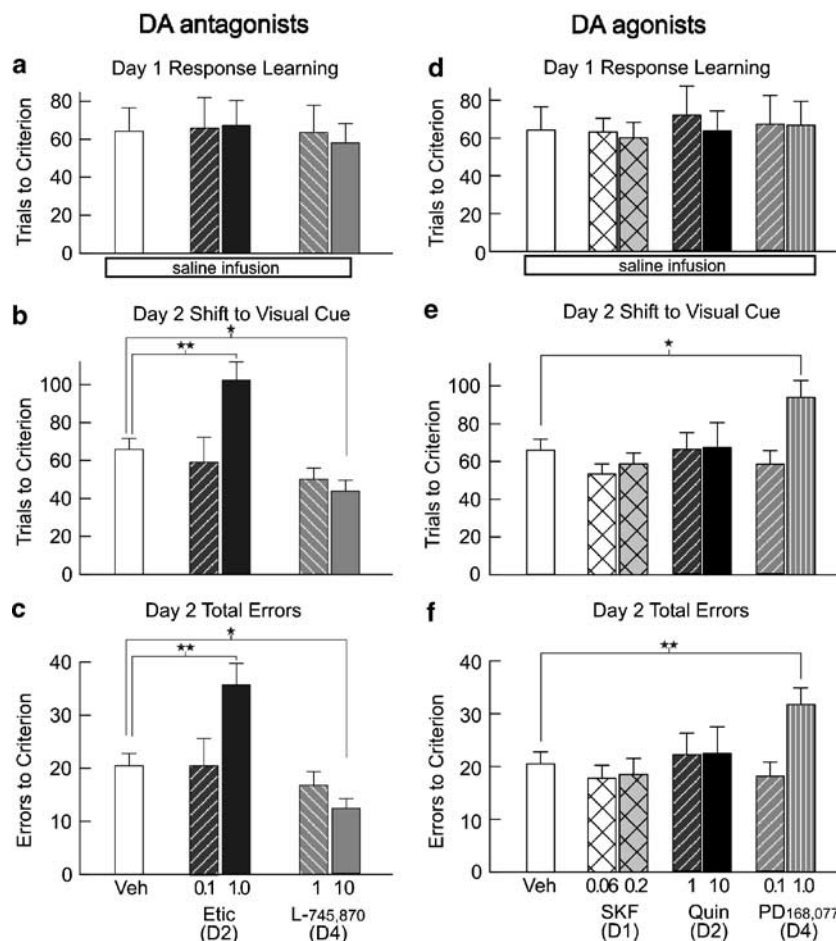 DA antagonists
a
Day 1 Response Learning
Trials to Criterion
80
60
40
20
0
saline infusion
b
Day 2 Shift to Visual Cue
★
★★
Trials to Criterion
100
80
60
40
20
0
c
Day 2 Total Errors
★
★★
Errors to Criterion
40
30
20
10
0
Veh 0.1 1.0 1 10
Etic L-745,870
(D2) (D4)
DA agonists
d
Day 1 Response Learning
Trials to Criterion
80
60
40
20
0
saline infusion
e
Day 2 Shift to Visual Cue
★
Trials to Criterion
100
80
60
40
20
0
f
Day 2 Total Errors
★★
Errors to Criterion
40
30
20
10
0
Veh 0.06 0.2 1 10 0.1 1.0
SKF Quin PD168,077
(D1) (D2) (D4)